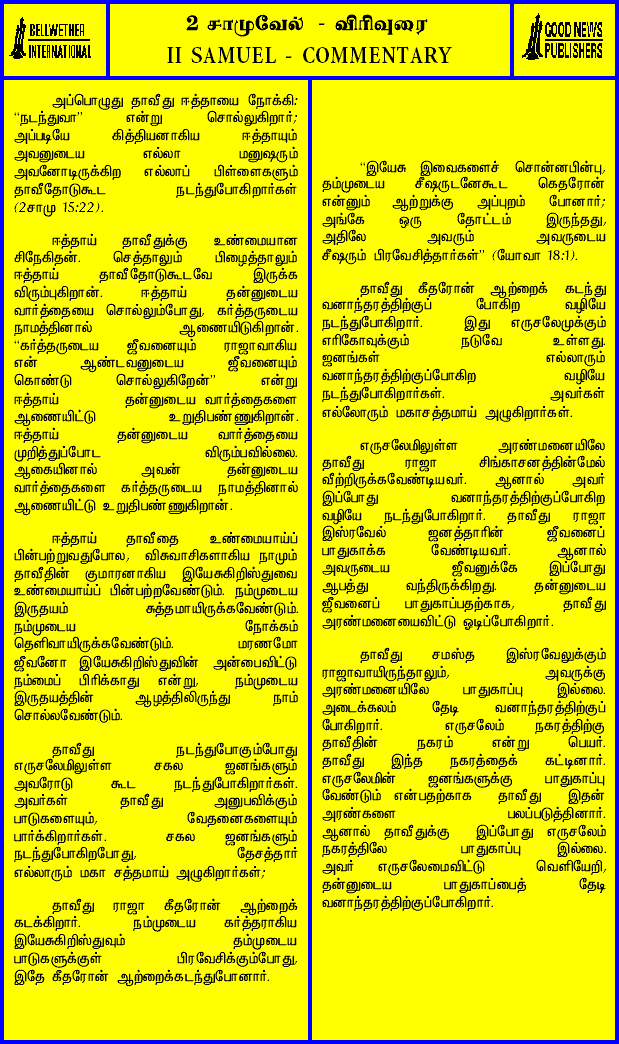 BELLWETHER
INTERNATIONAL
2 சாமுவேல் - விரிவுரை
II SAMUEL - COMMENTARY
GOOD NEWS
PUBLISHERS
அப்பொழுது தாவீது ஈத்தாயை நோக்கி:
“நடந்துவா” என்று சொல்லுகிறார்;
அப்படியே கித்தியனாகிய ஈத்தாயும்
அவனுடைய எல்லா மனுஷரும்
அவனோடிருக்கிற எல்லாப் பிள்ளைகளும்
தாவீதோடுகூட நடந்துபோகிறார்கள்
(2சாமு 15:22).
ஈத்தாய் தாவீதுக்கு உண்மையான
சிநேகிதன். செத்தாலும் பிழைத்தாலும்
ஈத்தாய் தாவீதோடுகூடவே இருக்க
விரும்புகிறான். ஈத்தாய் தன்னுடைய
வார்த்தையை சொல்லும்போது, கர்த்தருடைய
நாமத்தினால் ஆணையிடுகிறான்.
“கர்த்தருடைய ஜீவனையும் ராஜாவாகிய
என் ஆண்டவனுடைய ஜீவனையும்
கொண்டு சொல்லுகிறேன்” என்று
ஈத்தாய் தன்னுடைய வார்த்தைகளை
ஆணையிட்டு உறுதிபண்ணுகிறான்.
ஈத்தாய் தன்னுடைய வார்த்தையை
முறித்துப்போட விரும்பவில்லை.
ஆகையினால் அவன் தன்னுடைய
வார்த்தைகளை கர்த்தருடைய நாமத்தினால்
ஆணையிட்டு உறுதிபண்ணுகிறான்.
ஈத்தாய் தாவீதை உண்மையாய்ப்
பின்பற்றுவதுபோல, விசுவாசிகளாகிய நாமும்
தாவீதின் குமாரனாகிய இயேசுகிறிஸ்துவை
உண்மையாய்ப் பின்பற்றவேண்டும். நம்முடைய
இருதயம் சுத்தமாயிருக்கவேண்டும்.
நம்முடைய நோக்கம்
தெளிவாயிருக்கவேண்டும். மரணமோ
ஜீவனோ இயேசுகிறிஸ்துவின் அன்பைவிட்டு
நம்மைப் பிரிக்காது என்று, நம்முடைய
இருதயத்தின் ஆழத்திலிருந்து நாம்
சொல்லவேண்டும்.
தாவீது நடந்துபோகும்போது
எருசலேமிலுள்ள சகல ஜனங்களும்
அவரோடு கூட நடந்துபோகிறார்கள்.
அவர்கள் தாவீது அனுபவிக்கும்
பாடுகளையும், வேதனைகளையும்
பார்க்கிறார்கள். சகல ஜனங்களும்
நடந்துபோகிறபோது, தேசத்தார்
எல்லாரும் மகா சத்தமாய் அழுகிறார்கள்;
தாவீது ராஜா கீதரோன் ஆற்றைக்
கடக்கிறார். நம்முடைய கர்த்தராகிய
இயேசுகிறிஸ்துவும் தம்முடைய
பாடுகளுக்குள் பிரவேசிக்கும்போது,
இதே கீதரோன் ஆற்றைக்கடந்துபோனார்.
“இயேசு இவைகளைச் சொன்னபின்பு,
தம்முடைய சீஷருடனேகூட கெதரோன்
என்னும் ஆற்றுக்கு அப்புறம் போனார்;
அங்கே ஒரு தோட்டம் இருந்தது,
அதிலே அவரும் அவருடைய
சீஷரும் பிரவேசித்தார்கள்” (யோவா 18:1).
தாவீது கீதரோன் ஆற்றைக் கடந்து
வனாந்தரத்திற்குப் போகிற வழியே
நடந்துபோகிறார். இது எருசலேமுக்கும்
எரிகோவுக்கும் நடுவே உள்ளது.
ஜனங்கள் எல்லாரும்
வனாந்தரத்திற்குப்போகிற வழியே
நடந்துபோகிறார்கள். அவர்கள்
எல்லோரும் மகாசத்தமாய் அழுகிறார்கள்.
எருசலேமிலுள்ள அரண்மனையிலே
தாவீது ராஜா சிங்காசனத்தின்மேல்
வீற்றிருக்கவேண்டியவர். ஆனால் அவர்
இப்போது வனாந்தரத்திற்குப்போகிற
வழியே நடந்துபோகிறார். தாவீது ராஜா
இஸ்ரவேல் ஜனத்தாரின் ஜீவனைப்
பாதுகாக்க வேண்டியவர். ஆனால்
அவருடைய ஜீவனுக்கே இப்போது
ஆபத்து வந்திருக்கிறது. தன்னுடைய
ஜீவனைப் பாதுகாப்பதற்காக, தாவீது
அரண்மனையைவிட்டு ஓடிப்போகிறார்.
தாவீது சமஸ்த இஸ்ரவேலுக்கும்
ராஜாவாயிருந்தாலும், அவருக்கு
அரண்மனையிலே பாதுகாப்பு இல்லை.
அடைக்கலம் தேடி வனாந்தரத்திற்குப்
போகிறார். எருசலேம் நகரத்திற்கு
தாவீதின் நகரம் என்று பெயர்.
தாவீது இந்த நகரத்தைக் கட்டினார்.
எருசலேமின் ஜனங்களுக்கு பாதுகாப்பு
வேண்டும் என்பதற்காக தாவீது இதன்
அரண்களை பலப்படுத்தினார்.
ஆனால் தாவீதுக்கு இப்போது எருசலேம்
நகரத்திலே பாதுகாப்பு இல்லை.
அவர் எருசலேமைவிட்டு வெளியேறி,
தன்னுடைய பாதுகாப்பைத் தேடி
வனாந்தரத்திற்குப்போகிறார்.